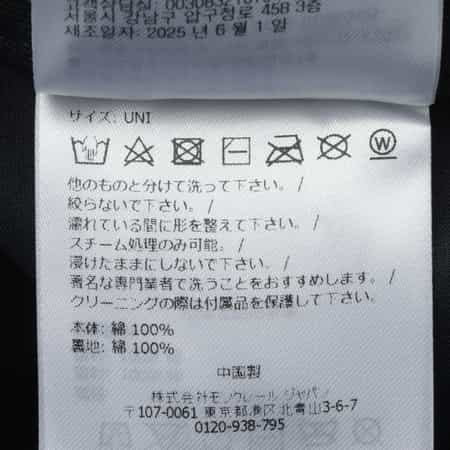 서울시 강남구 압구정로 458 3층
제조일자: 2025 년 6 월 1 일
サイズ: UNI
W
他のものと分けて洗って下さい。 /
絞らないで下さい。 /
濡れている間に形を整えて下さい。 /
スチーム処理のみ可能。 /
浸けたままにしないで下さい。 /
著名な専門業者で洗うことをおすすめします。 /
クリーニングの際は付属品を保護して下さい。
本体: 綿 100%
裏地: 綿 100%
中国製
株式会社モンクレール ジャパン
〒107-0061 東京都港区北青山3-6-7
0120-938-795